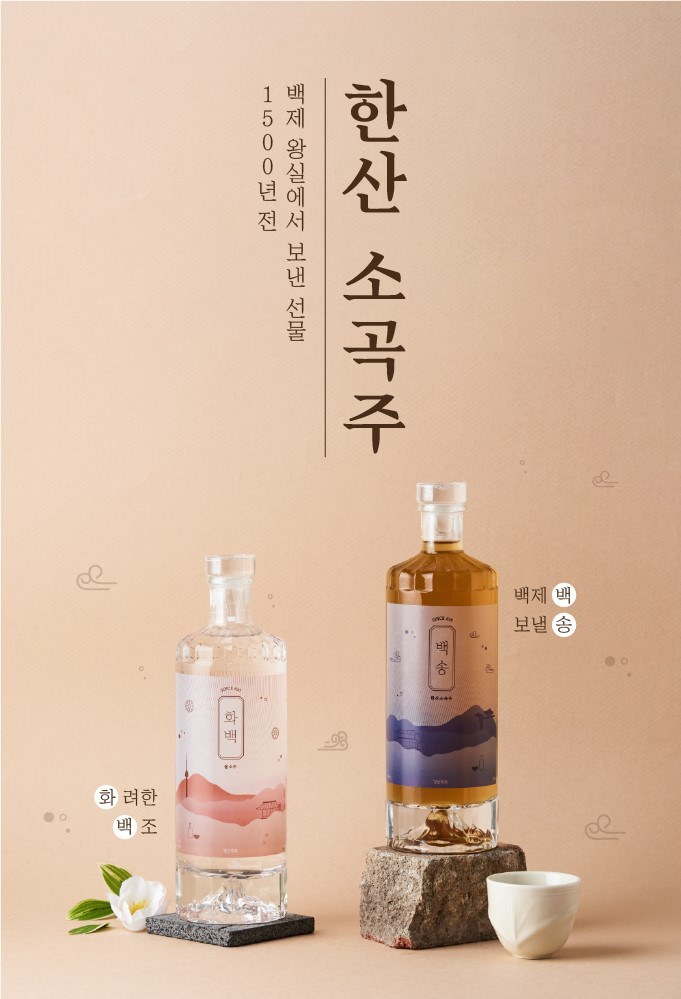 한산 소곡주
백제 왕실에서 보낸 선물
1500년 전
백제 백
보낼 송
백송
화백
화려한
백조